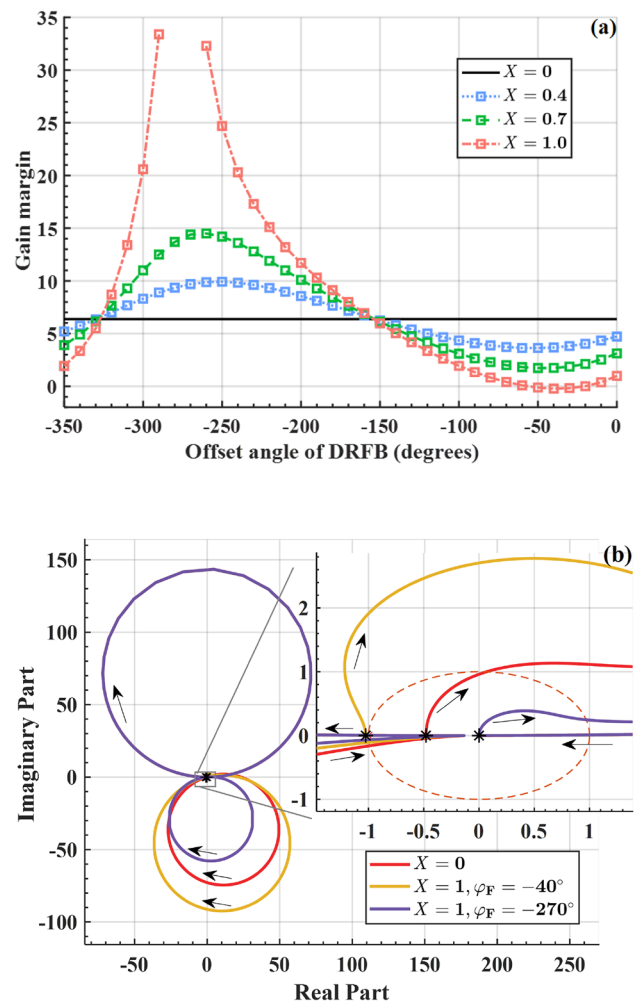 (a)
35
30
25
20
15
10
5
0
Gain margin
X = 0
X = 0.4
X = 0.7
X = 1.0
-350 -300 -250 -200 -150 -100 -50 0
Offset angle of DRFB (degrees)
(b)
150
100
50
0
-50
-100
Imaginary Part
2
1
0
-1
-1 -0.5 0 0.5 1
X = 0
X = 1, φF = −40°
X = 1, φF = −270°
-50 0 50 100 150 200 250
Real Part